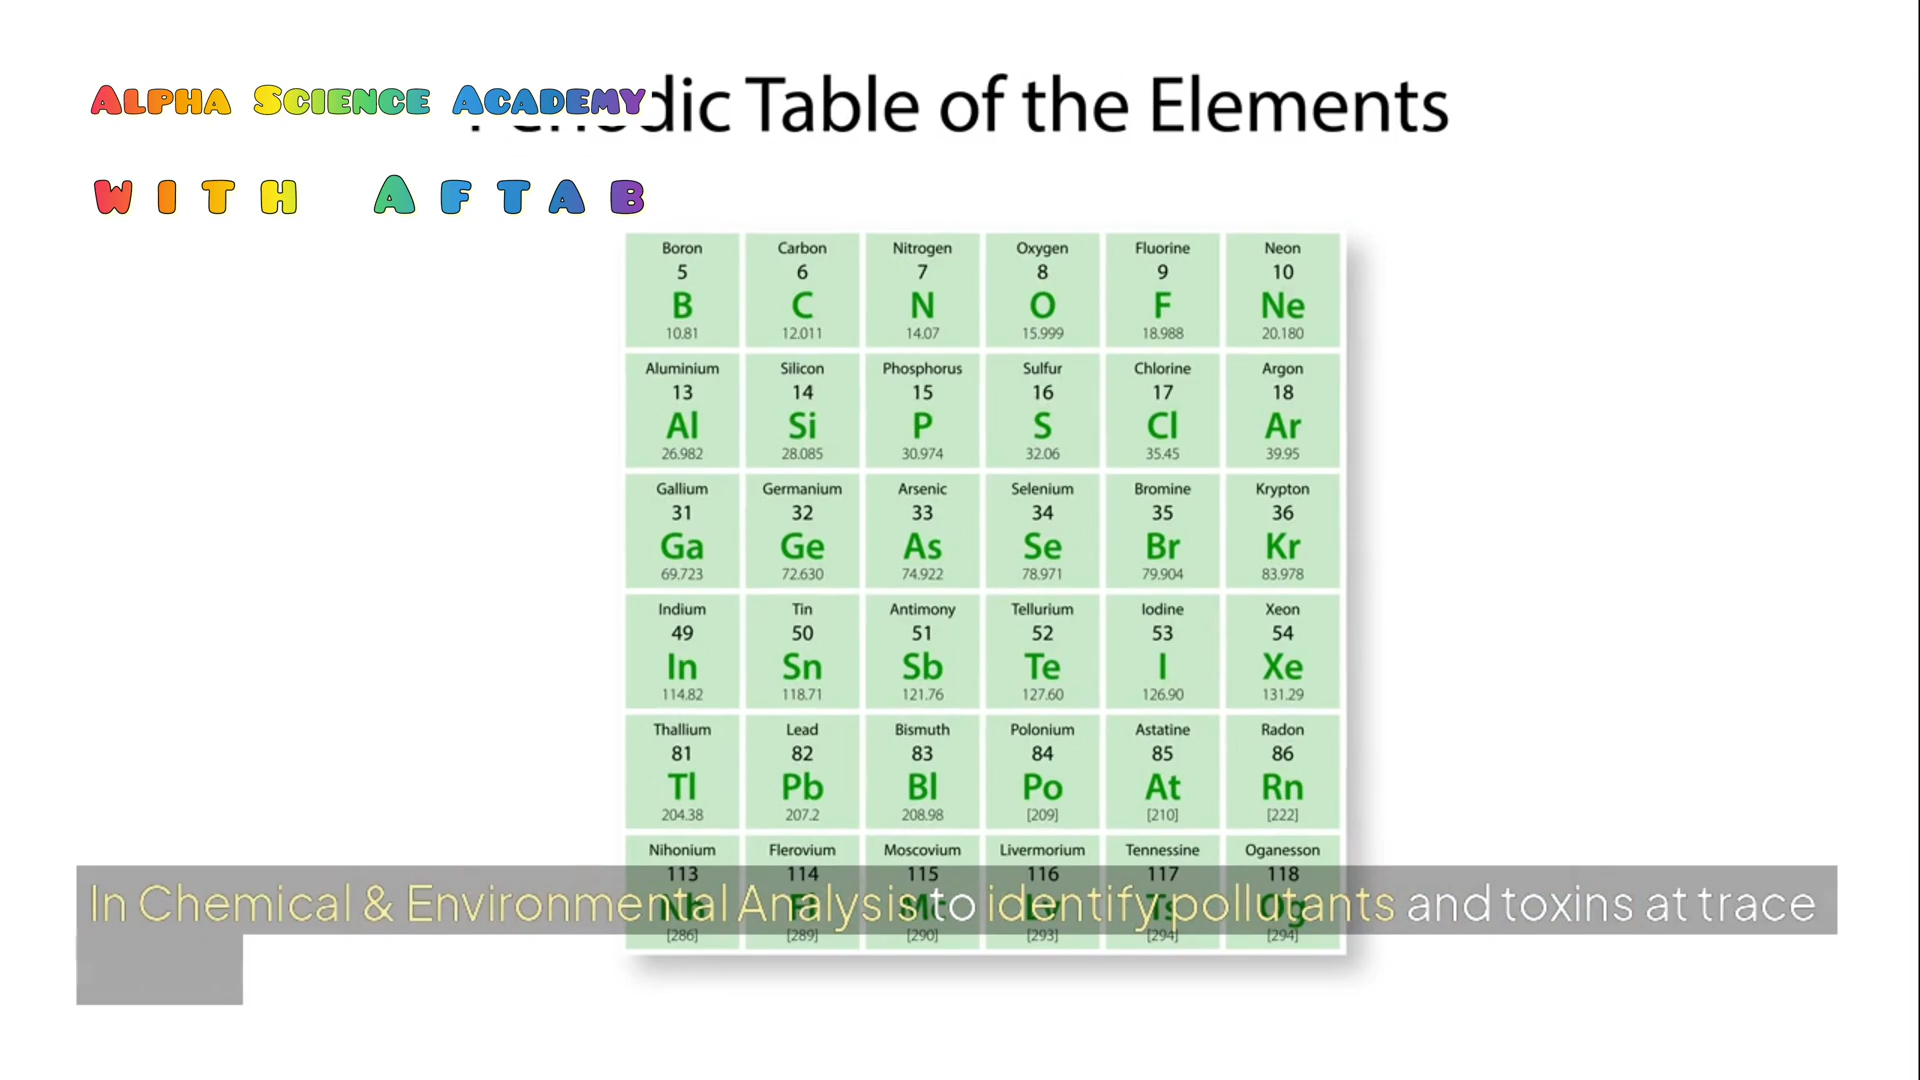 Alpha Science Academy
Periodic Table of the Elements
with Aftab
Boron Carbon Nitrogen Oxygen Fluorine Neon
5 6 7 8 9 10
B C N O F Ne
10.81 12.011 14.07 15.999 18.988 20.180
Aluminium Silicon Phosphorus Sulfur Chlorine Argon
13 14 15 16 17 18
Al Si P S Cl Ar
26.982 28.085 30.974 32.06 35.45 39.95
Gallium Germanium Arsenic Selenium Bromine Krypton
31 32 33 34 35 36
Ga Ge As Se Br Kr
69.723 72.630 74.922 78.971 79.904 83.978
Indium Tin Antimony Tellurium Iodine Xeon
49 50 51 52 53 54
In Sn Sb Te I Xe
114.82 118.71 121.76 127.60 126.90 131.29
Thallium Lead Bismuth Polonium Astatine Radon
81 82 83 84 85 86
Tl Pb Bl Po At Rn
204.38 207.2 208.98 [209] [210] [222]
Nihonium Flerovium Moscovium Livermorium Tennessine Oganesson
113 114 115 116 117 118
Nh Fl Mc Lv Ts Og
In Chemical & Environmental Analysis to identify pollutants and toxins at trace
[286] [289] [290] [293] [294] [294]